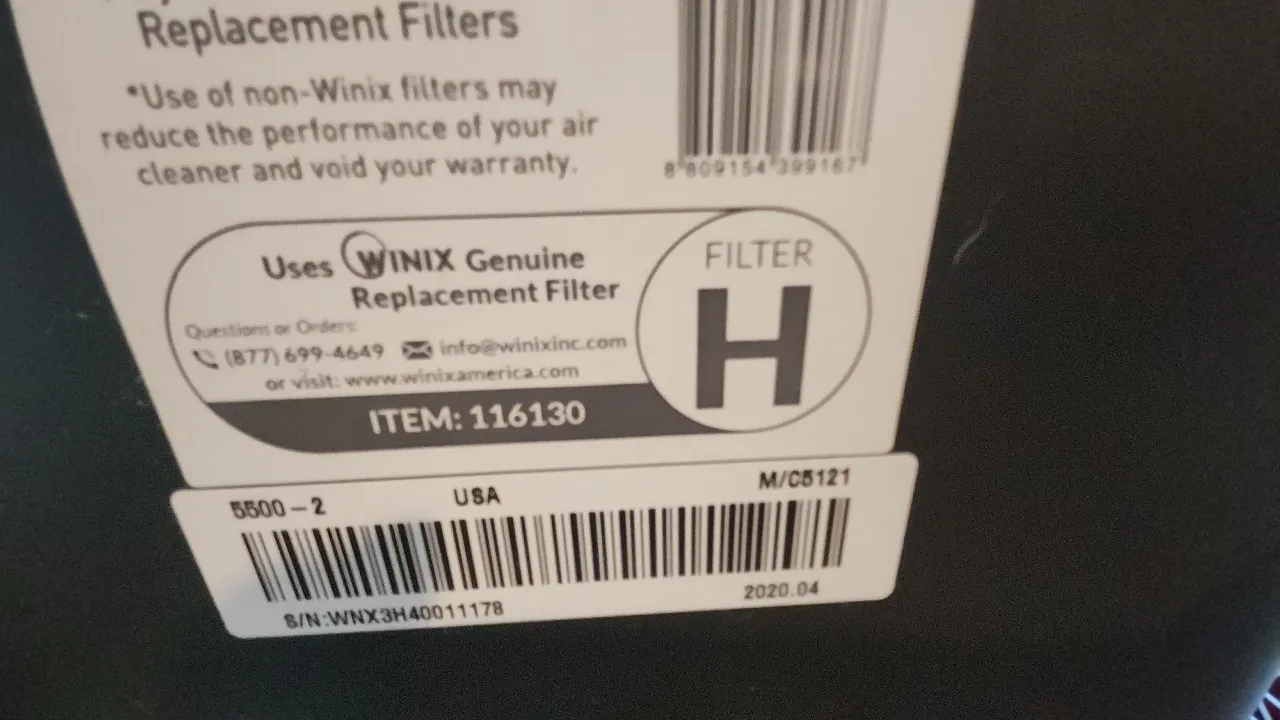 Replacement Filters
*Use of non-Winix filters may
reduce the performance of your air
cleaner and void your warranty.
8 809154 399167
Uses WINIX Genuine
Replacement Filter
FILTER
H
Questions or Orders:
(877) 699-4649 info@winixinc.com
or visit: www.winixamerica.com
ITEM: 116130
5500-2 USA M/C5121
S/N:WNX3H40011178 2020.04